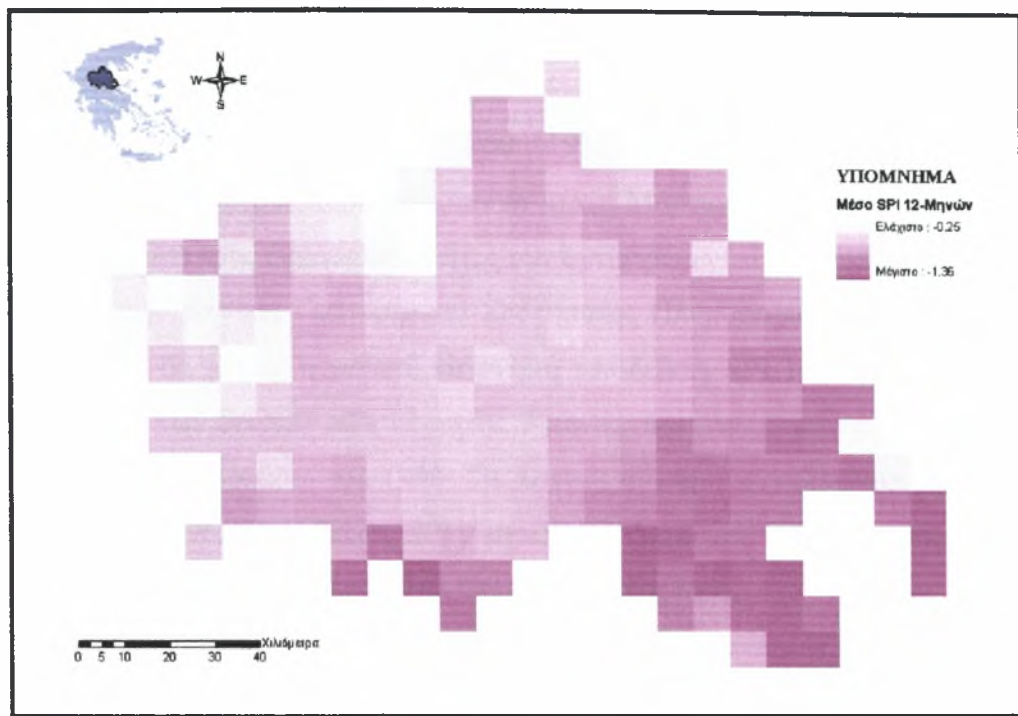 N
W E
S
ΥΠΟΜΝΗΜΑ
Μέσο SPI 12-Μηνών
Ελάχιστο : -0.25
Μέγιστο : -1.36
Χιλιόμετρα
0 5 10 20 30 40